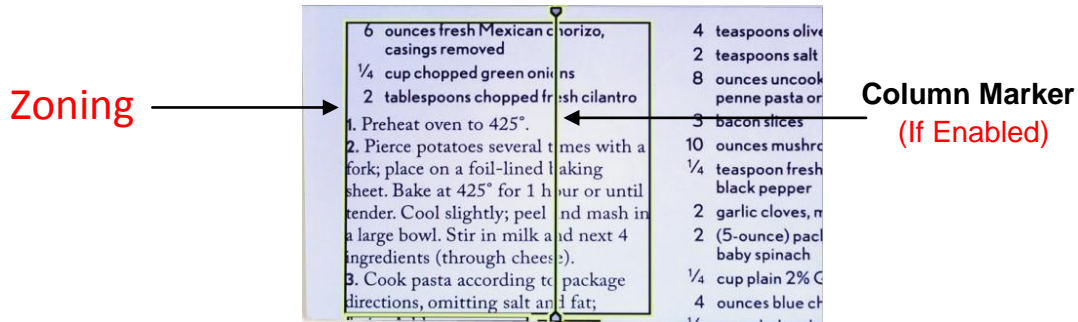 Zoning
6 ounces fresh Mexican chorizo,
casings removed
¼ cup chopped green onions
2 tablespoons chopped fresh cilantro
1. Preheat oven to 425°.
2. Pierce potatoes several times with a
fork; place on a foil-lined baking
sheet. Bake at 425° for 1 hour or until
tender. Cool slightly; peel and mash in
a large bowl. Stir in milk and next 4
ingredients (through cheese).
3. Cook pasta according to package
directions, omitting salt and fat;
4 teaspoons olive
2 teaspoons salt
8 ounces uncook
penne pasta or
3 bacon slices
10 ounces mushro
¼ teaspoon fresh
black pepper
2 garlic cloves,
2 (5-ounce) pac
baby spinach
¼ cup plain 2%
4 ounces blue ch
Column Marker
(If Enabled)